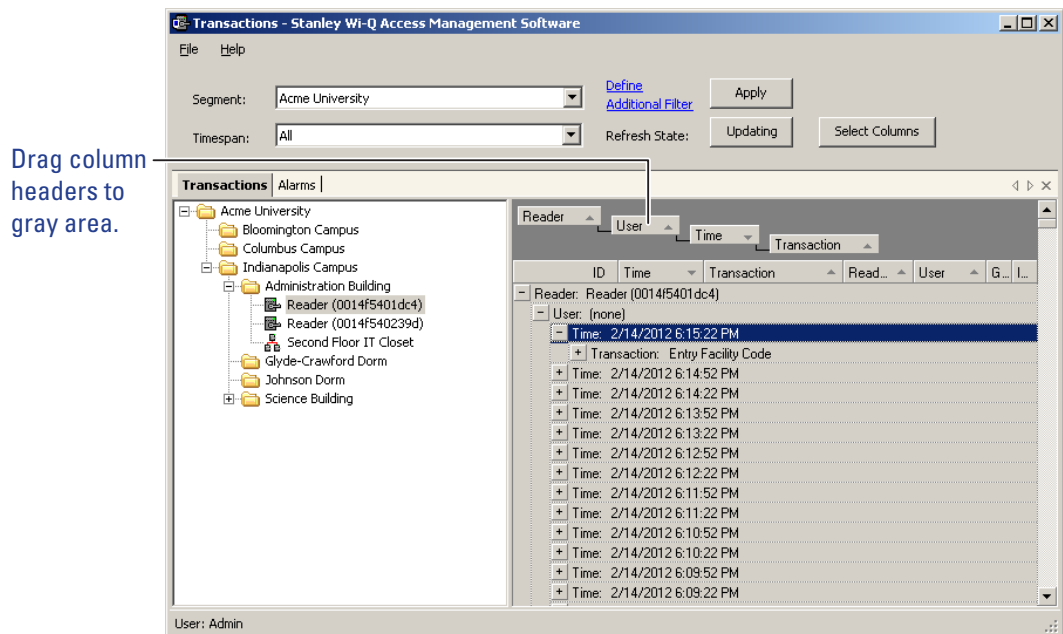 Transactions - Stanley Wi-Q Access Management Software
File Help
Segment: Acme University Define Additional Filter Apply
Timespan: All Refresh State: Updating Select Columns
Drag column
headers to
gray area.
Transactions Alarms
Acme University
Bloomington Campus
Columbus Campus
Indianapolis Campus
Administration Building
Reader (0014f5401dc4)
Reader (0014f540239d)
Second Floor IT Closet
Glyde-Crawford Dorm
Johnson Dorm
Science Building
Reader
User
Time
Transaction
ID Time Transaction Read... User G... I...
Reader: Reader (0014f5401dc4)
User: (none)
Time: 2/14/2012 6:15:22 PM
Transaction: Entry Facility Code
Time: 2/14/2012 6:14:52 PM
Time: 2/14/2012 6:14:22 PM
Time: 2/14/2012 6:13:52 PM
Time: 2/14/2012 6:13:22 PM
Time: 2/14/2012 6:12:52 PM
Time: 2/14/2012 6:12:22 PM
Time: 2/14/2012 6:11:52 PM
Time: 2/14/2012 6:11:22 PM
Time: 2/14/2012 6:10:52 PM
Time: 2/14/2012 6:10:22 PM
Time: 2/14/2012 6:09:52 PM
Time: 2/14/2012 6:09:22 PM
User: Admin